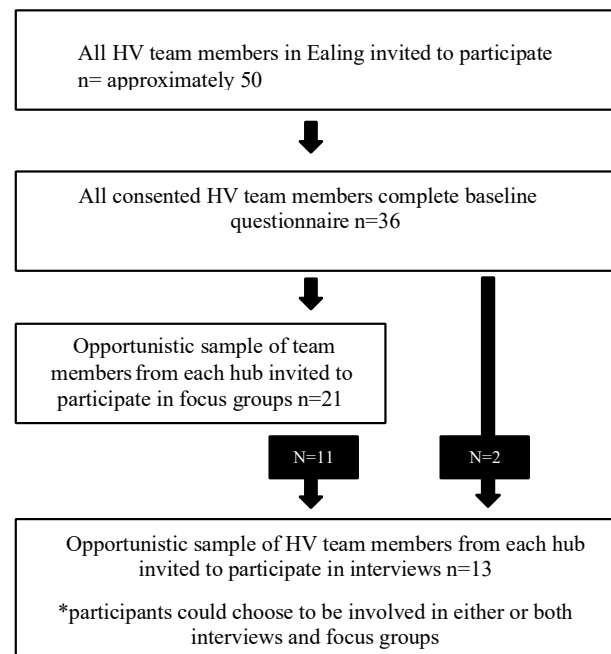 All HV team members in Ealing invited to participate
n= approximately 50
All consented HV team members complete baseline
questionnaire n=36
Opportunistic sample of team
members from each hub invited to
participate in focus groups n=21
N=11
N=2
Opportunistic sample of HV team members from each hub
invited to participate in interviews n=13
*participants could choose to be involved in either or both
interviews and focus groups